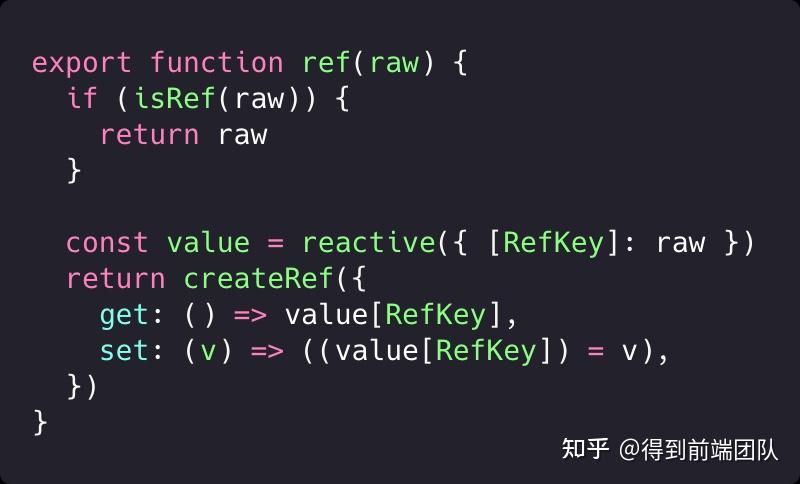 export function ref(raw) {
  if (isRef(raw)) {
    return raw
  }

  const value = reactive({ [RefKey]: raw })
  return createRef({
    get: () => value[RefKey],
    set: (v) => ((value[RefKey]) = v),
  })
}
知乎 @得到前端团队